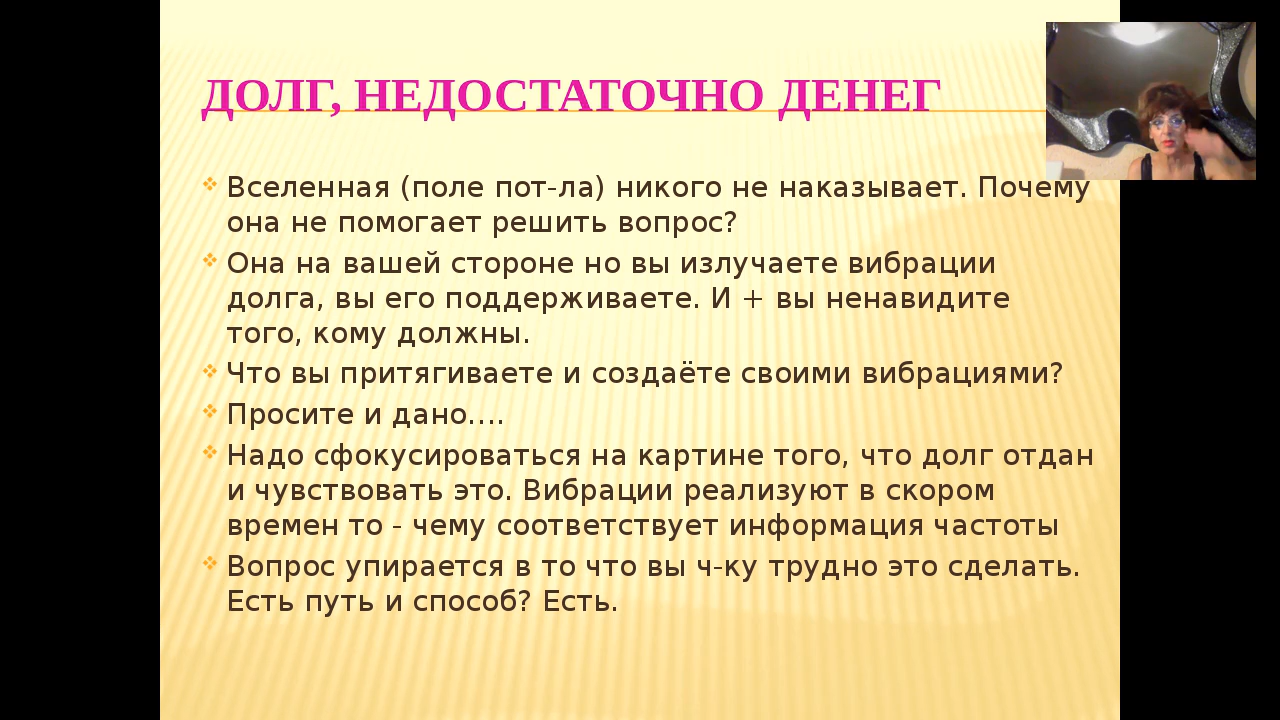 ДОЛГ, НЕДОСТАТОЧНО ДЕНЕГ
Вселенная (поле пот-ла) никого не наказывает. Почему
она не помогает решить вопрос?
Она на вашей стороне но вы излучаете вибрации
долга, вы его поддерживаете. И + вы ненавидите
того, кому должны.
Что вы притягиваете и создаёте своими вибрациями?
Просите и дано….
Надо сфокусироваться на картине того, что долг отдан
и чувствовать это. Вибрации реализуют в скором
времен то - чему соответствует информация частоты
Вопрос упирается в то что вы ч-ку трудно это сделать.
Есть путь и способ? Есть.